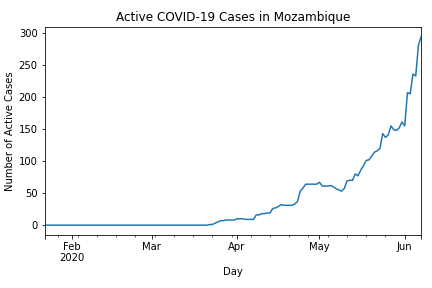 Active COVID-19 Cases in Mozambique
Number of Active Cases
300
250
200
150
100
50
0
Feb
2020
Mar
Apr
May
Jun
Day